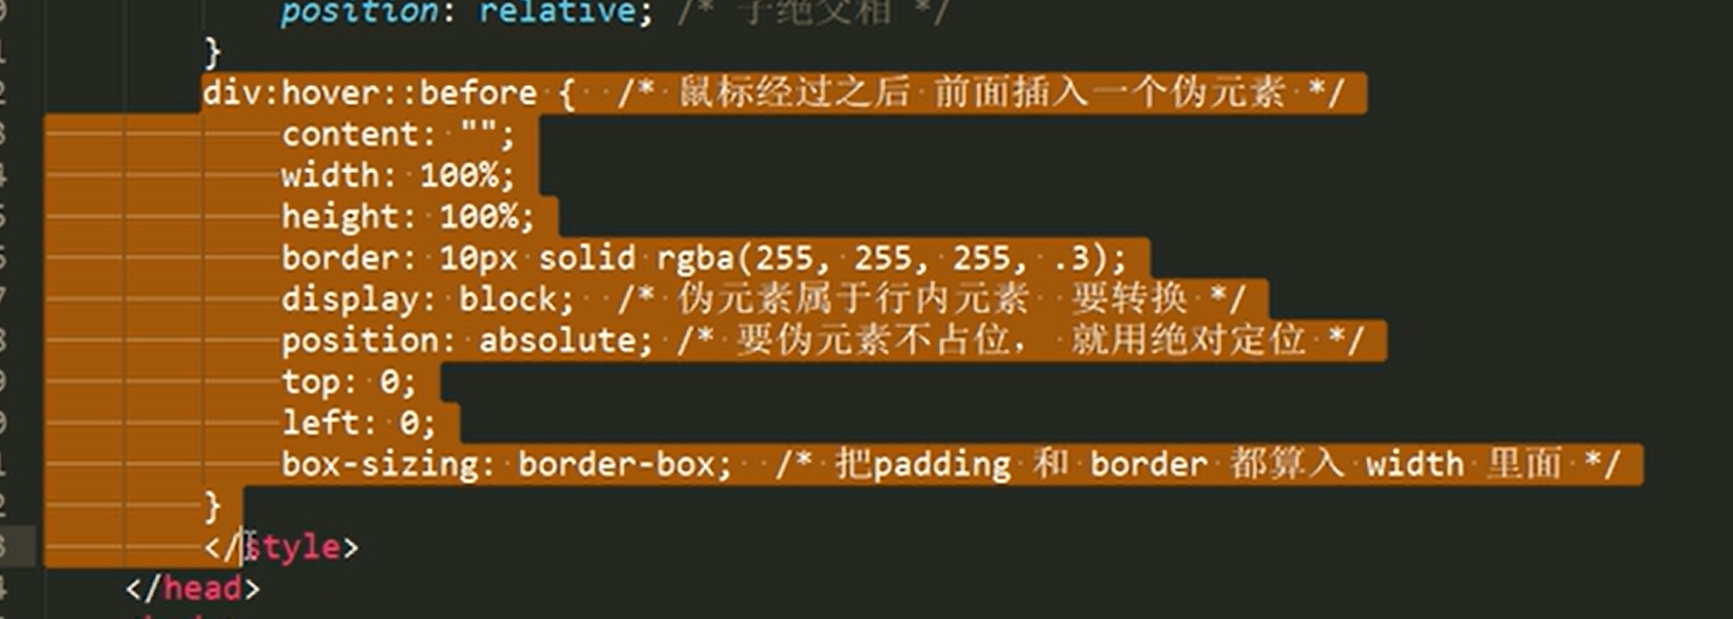 position: relative; /* 子绝父相 */
}
div:hover::before { /* 鼠标经过之后 前面插入一个伪元素 */
content: "";
width: 100%;
height: 100%;
border: 10px solid rgba(255, 255, 255, .3);
display: block; /* 伪元素属于行内元素 要转换 */
position: absolute; /* 要伪元素不占位， 就用绝对定位 */
top: 0;
left: 0;
box-sizing: border-box; /* 把padding 和 border 都算入 width 里面 */
}
</style>
</head>